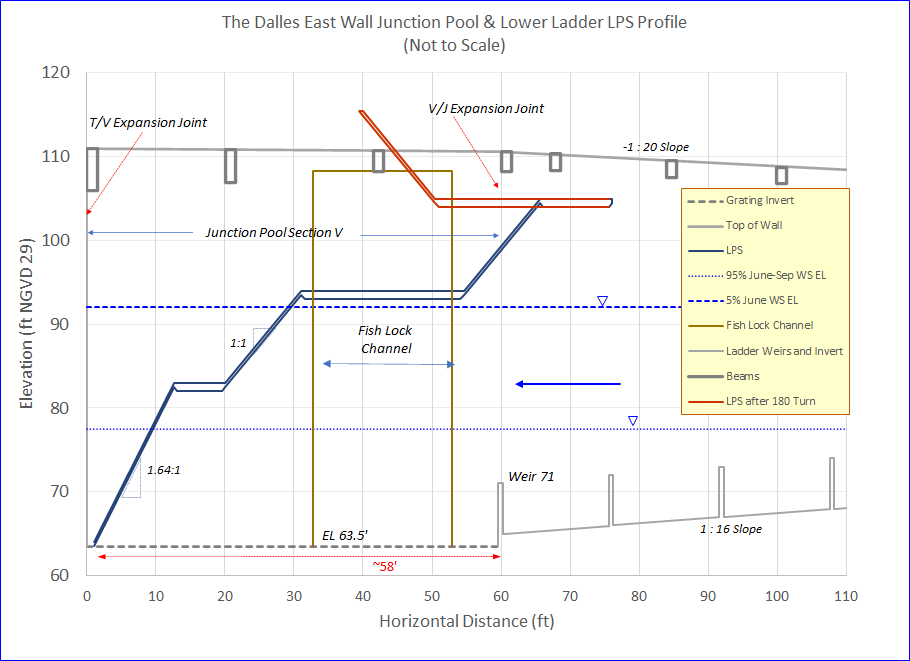 The Dalles East Wall Junction Pool & Lower Ladder LPS Profile
(Not to Scale)
120
110
100
90
80
70
60
Elevation (ft NGVD 29)
T/V Expansion Joint
V/J Expansion Joint
-1 : 20 Slope
Junction Pool Section V
1:1
Fish Lock
Channel
1.64:1
Weir 71
EL 63.5'
1 : 16 Slope
~58'
Grating Invert
Top of Wall
LPS
95% June-Sep WS EL
5% June WS EL
Fish Lock Channel
Ladder Weirs and Invert
Beams
LPS after 180 Turn
0 10 20 30 40 50 60 70 80 90 100 110
Horizontal Distance (ft)